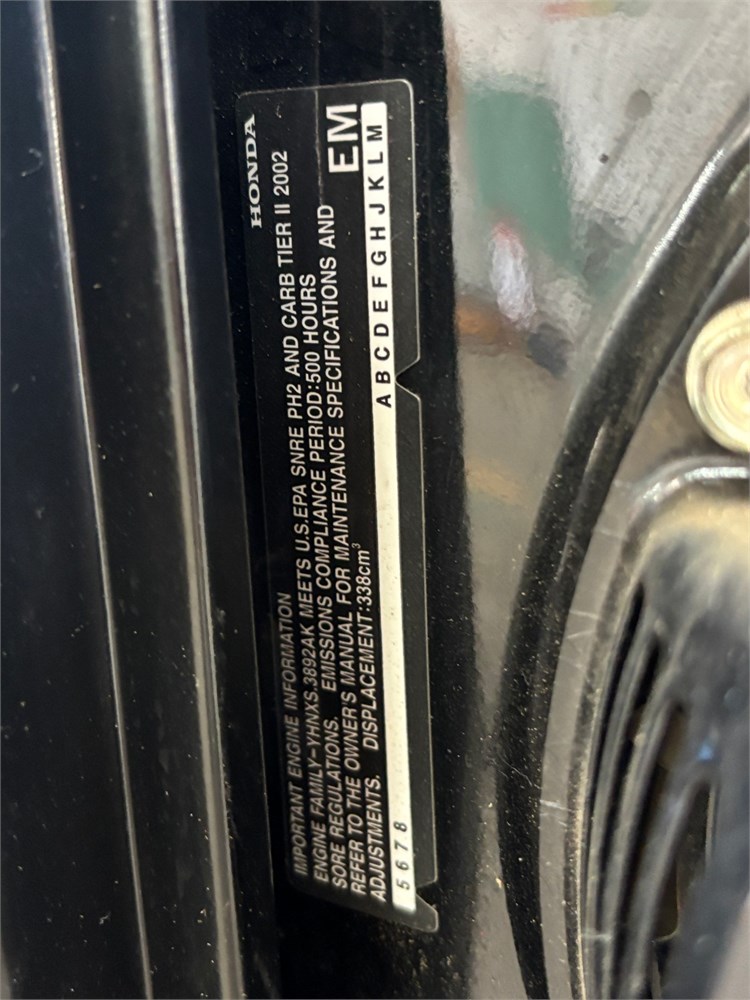 HONDA
IMPORTANT ENGINE INFORMATION
ENGINE FAMILY-YHNXS.3892AK MEETS U.S.EPA SNRE PH2 AND CARB TIER II 2002
SORE REGULATIONS. EMISSIONS COMPLIANCE PERIOD:500 HOURS
REFER TO THE OWNER'S MANUAL FOR MAINTENANCE SPECIFICATIONS AND
ADJUSTMENTS. DISPLACEMENT:338cm³
EM
5 6 7 8 A B C D E F G H J K L M